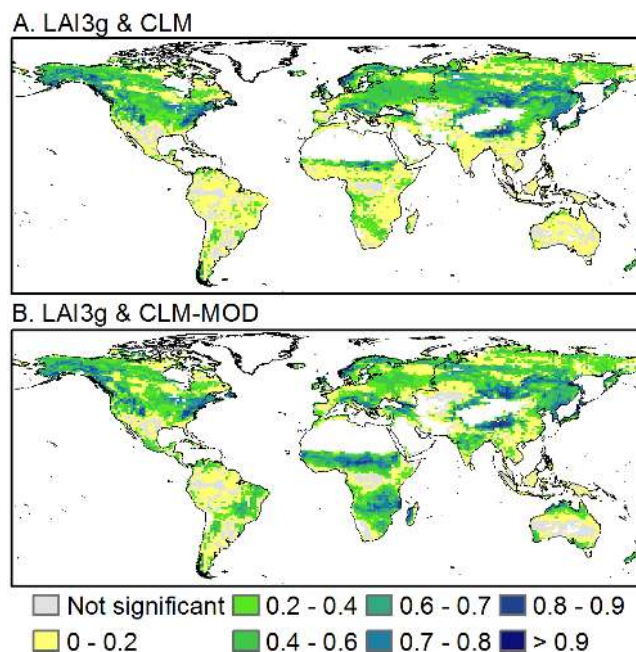 A. LAI3g & CLM
B. LAI3g & CLM-MOD
Not significant 0.2 - 0.4 0.6 - 0.7 0.8 - 0.9
0 - 0.2 0.4 - 0.6 0.7 - 0.8 > 0.9